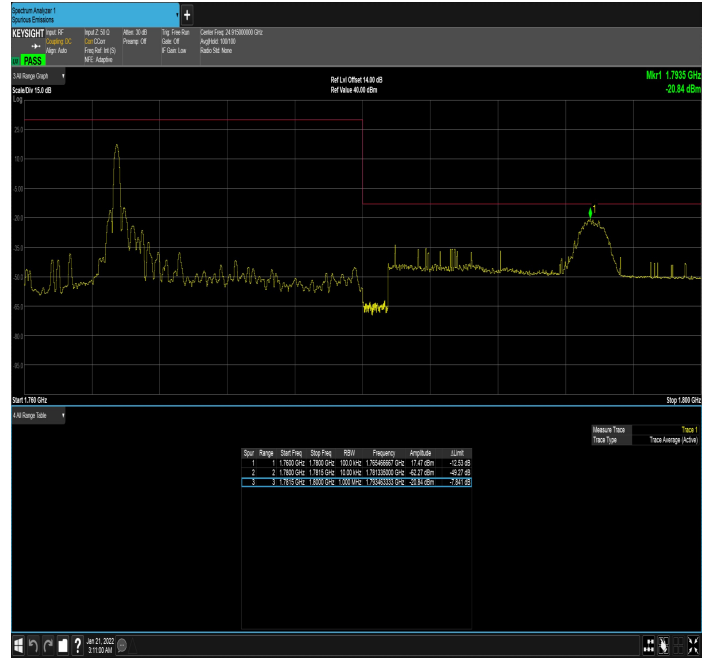 Spectrum Analyzer 1
Spurious Emissions
+
KEYSIGHT Input: RF Input Z: 50 Ω Atten: 30 dB Trig: Free Run Center Freq: 24.915000000 GHz
Coupling: DC Corr CCorr Preamp: Off Gate: Off Avg|Hold: 100/100
Align: Auto Freq Ref: Int (S) IF Gain: Low Radio Std: None
PASS NFE: Adaptive
3 All Range Graph
Ref Lvl Offset 14.00 dB Mkr1 1.7935 GHz
Scale/Div 15.0 dB Ref Value 40.00 dBm -20.84 dBm
Log
25.0
10.0
-5.00
1
-20.0
-35.0
-50.0
-65.0
-80.0
-95.0
Start 1.760 GHz Stop 1.800 GHz
4 All Range Table
Measure Trace Trace 1
Trace Type Trace Average (Active)
Spur Range Start Freq Stop Freq RBW Frequency Amplitude ΔLimit
1 1 1.7600 GHz 1.7800 GHz 100.0 kHz 1.765466667 GHz 17.47 dBm -12.53 dB
2 2 1.7800 GHz 1.7815 GHz 10.00 kHz 1.781335000 GHz -62.27 dBm -49.27 dB
3 3 1.7815 GHz 1.8000 GHz 1.000 MHz 1.793463333 GHz -20.84 dBm -7.841 dB
? Jan 21, 2022
3:11:00 AM